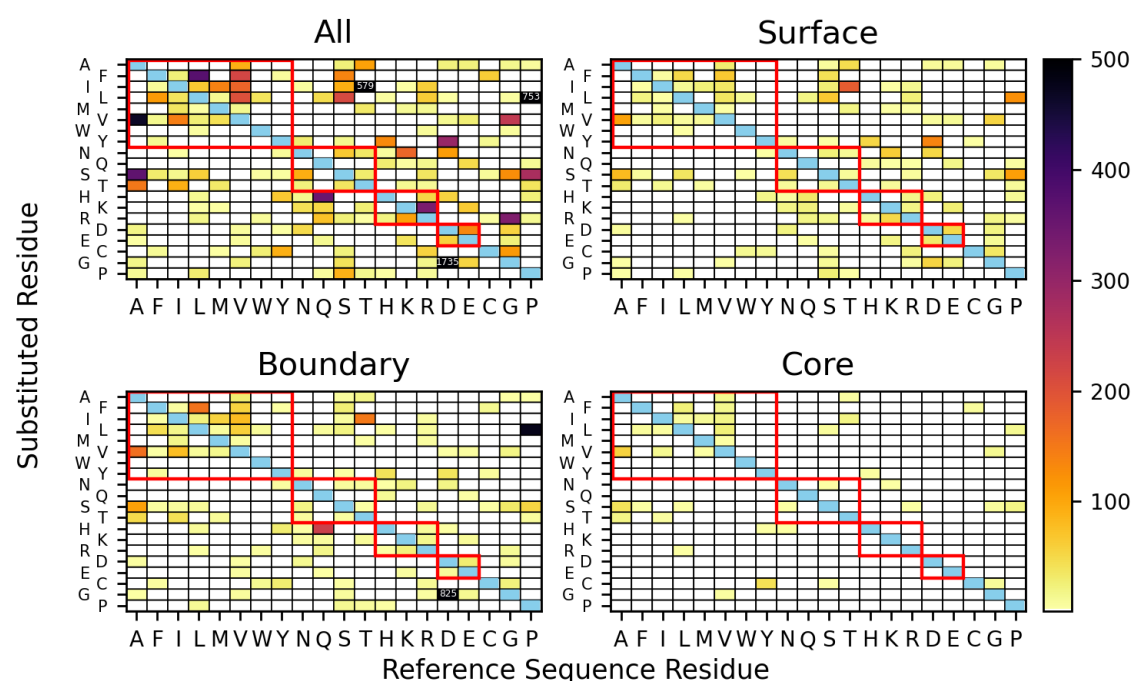 All
Surface
A
F
I
L
M
V
W
Y
N
Q
S
T
H
K
R
D
E
C
G
P
579
753
1735
A F I L M V W Y N Q S T H K R D E C G P
A
F
I
L
M
V
W
Y
N
Q
S
T
H
K
R
D
E
C
G
P
A F I L M V W Y N Q S T H K R D E C G P
Boundary
Core
A
F
I
L
M
V
W
Y
N
Q
S
T
H
K
R
D
E
C
G
P
825
A F I L M V W Y N Q S T H K R D E C G P
A
F
I
L
M
V
W
Y
N
Q
S
T
H
K
R
D
E
C
G
P
A F I L M V W Y N Q S T H K R D E C G P
Substituted Residue
Reference Sequence Residue
500
400
300
200
100